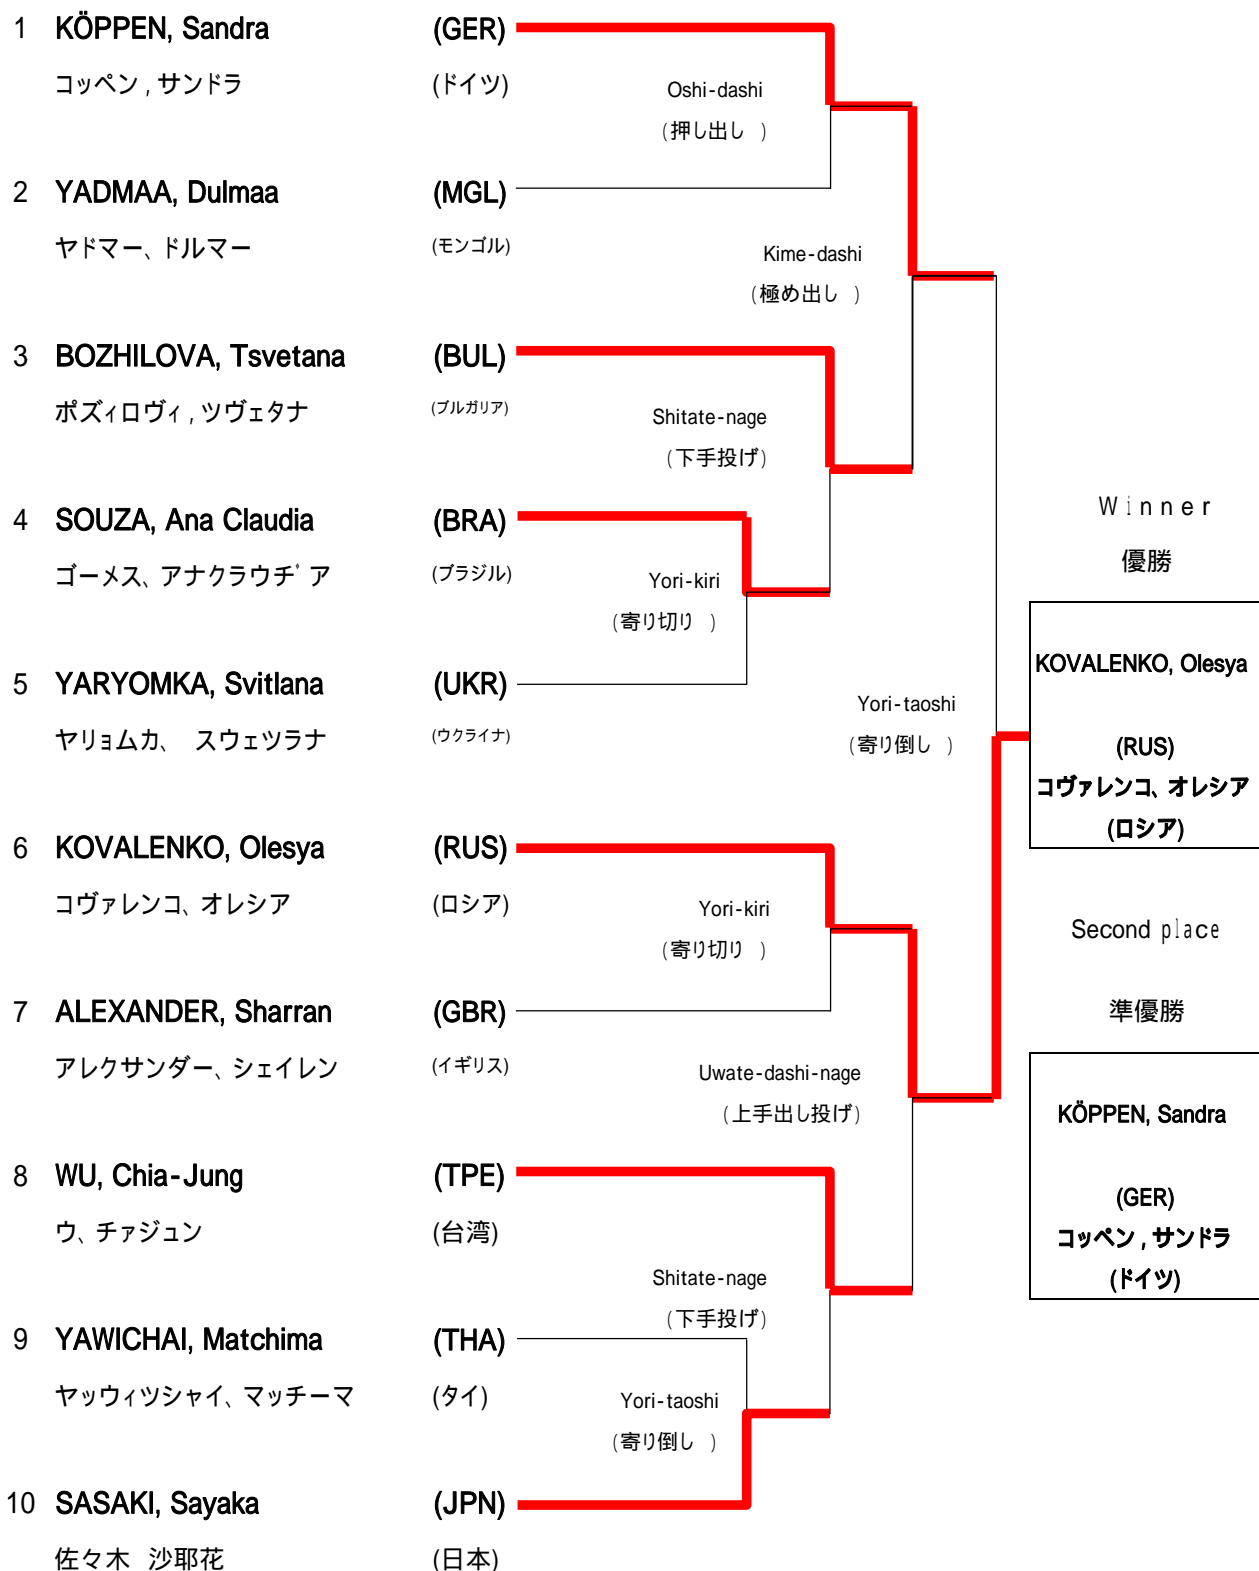 1 KÖPPEN, Sandra (GER)
コッペン , サンドラ (ドイツ)
Oshi-dashi
(押し出し )
2 YADMAA, Dulmaa (MGL)
ヤドマー、ドルマー (モンゴル)
Kime-dashi
(極め出し )
3 BOZHILOVA, Tsvetana (BUL)
ポズィロヴィ , ツヴェタナ (ブルガリア)
Shitate-nage
(下手投げ)
4 SOUZA, Ana Claudia (BRA)
ゴーメス、アナクラウチ゛ア (ブラジル)
Yori-kiri
(寄り切り )
Winner
優勝
5 YARYOMKA, Svitlana (UKR)
ヤリョムカ、 スウェツラナ (ウクライナ)
Yori-taoshi
(寄り倒し )
KOVALENKO, Olesya
(RUS)
コヴァレンコ、オレシア
(ロシア)
6 KOVALENKO, Olesya (RUS)
コヴァレンコ、オレシア (ロシア)
Yori-kiri
(寄り切り )
Second place
準優勝
7 ALEXANDER, Sharran (GBR)
アレクサンダー、シェイレン (イギリス)
Uwate-dashi-nage
(上手出し投げ)
KÖPPEN, Sandra
(GER)
コッペン , サンドラ
(ドイツ)
8 WU, Chia-Jung (TPE)
ウ、チァジュン (台湾)
Shitate-nage
(下手投げ)
9 YAWICHAI, Matchima (THA)
ヤッウィツシャイ、マッチーマ (タイ)
Yori-taoshi
(寄り倒し )
10 SASAKI, Sayaka (JPN)
佐々木 沙耶花 (日本)